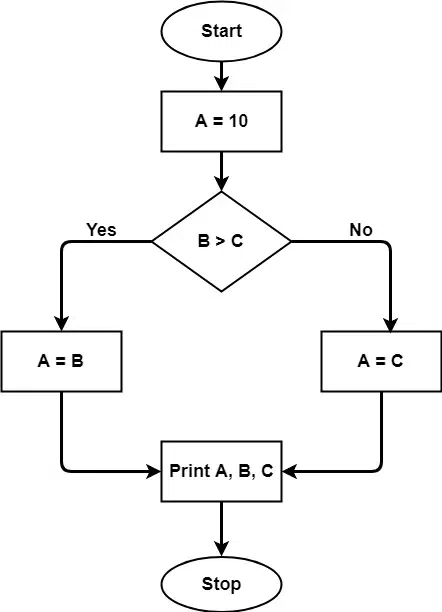 Start
A = 10
B > C
Yes
No
A = B
A = C
Print A, B, C
Stop